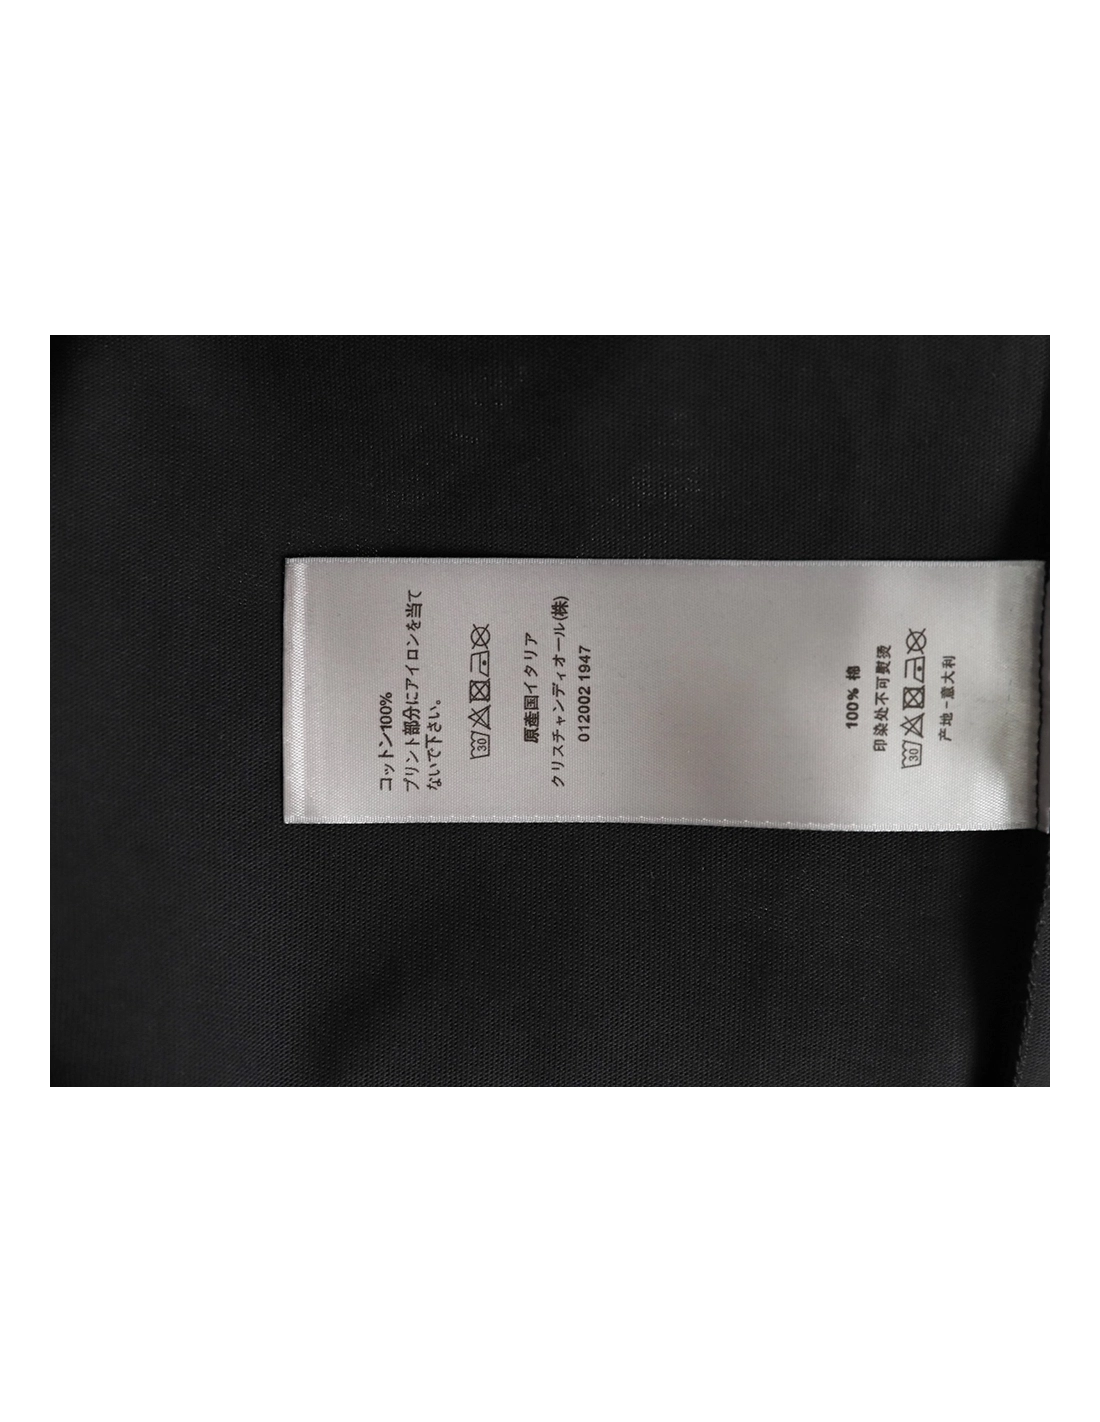 コットン100%
プリント部分にアイロンを当て
ないで下さい。
30
原産国イタリア
クリスチャンディオール(株)
012002 1947
100% 棉
印染处不可熨烫
30
产地-意大利